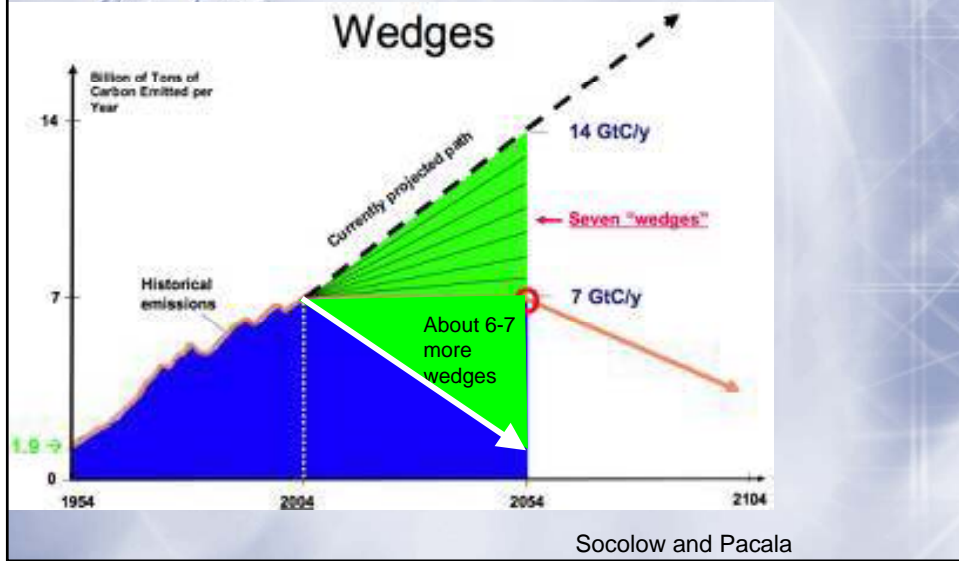 Wedges
Billion of Tons of
Carbon Emitted per
Year
14
14 GtC/y
Currently projected path
Seven "wedges"
Historical
emissions
7
7 GtC/y
About 6-7
more
wedges
1.9 →
0
1954
2004
2054
2104
Socolow and Pacala